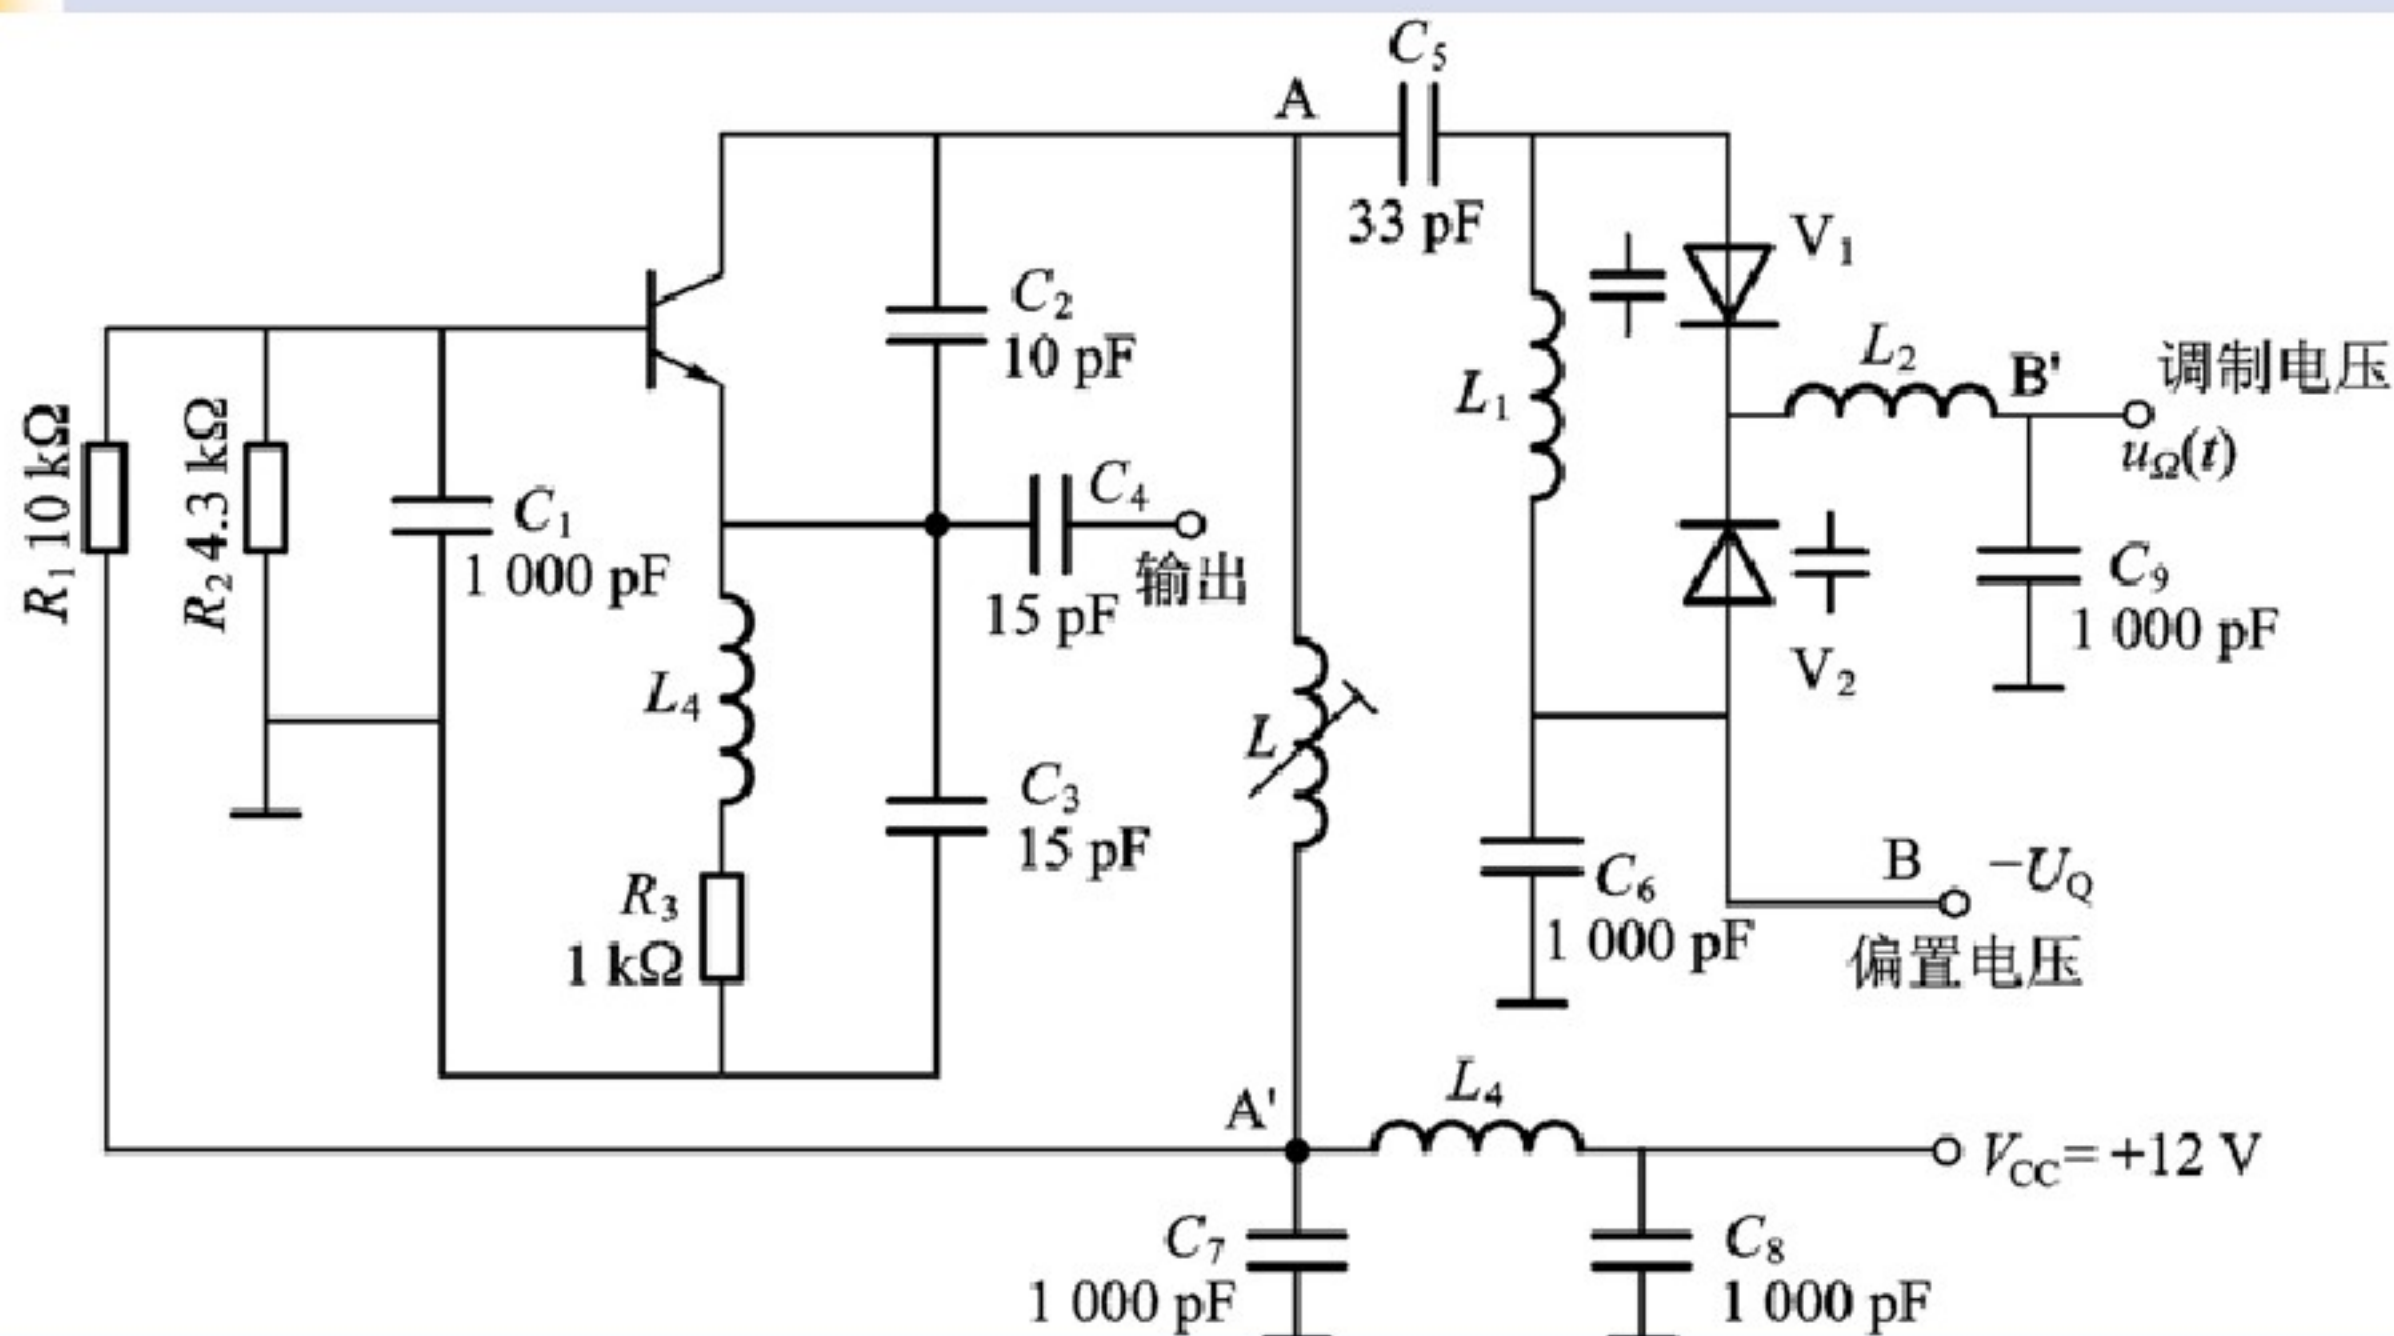 C5
A
33 pF
V1
C2
10 pF
L2
B'
调制电压
uΩ(t)
L1
R1 10 kΩ
R2 4.3 kΩ
C1
1 000 pF
C4
15 pF
输出
C9
1 000 pF
V2
L4
L
C3
15 pF
R3
1 kΩ
C6
1 000 pF
B
−UQ
偏置电压
A'
L4
VCC= +12 V
C7
1 000 pF
C8
1 000 pF